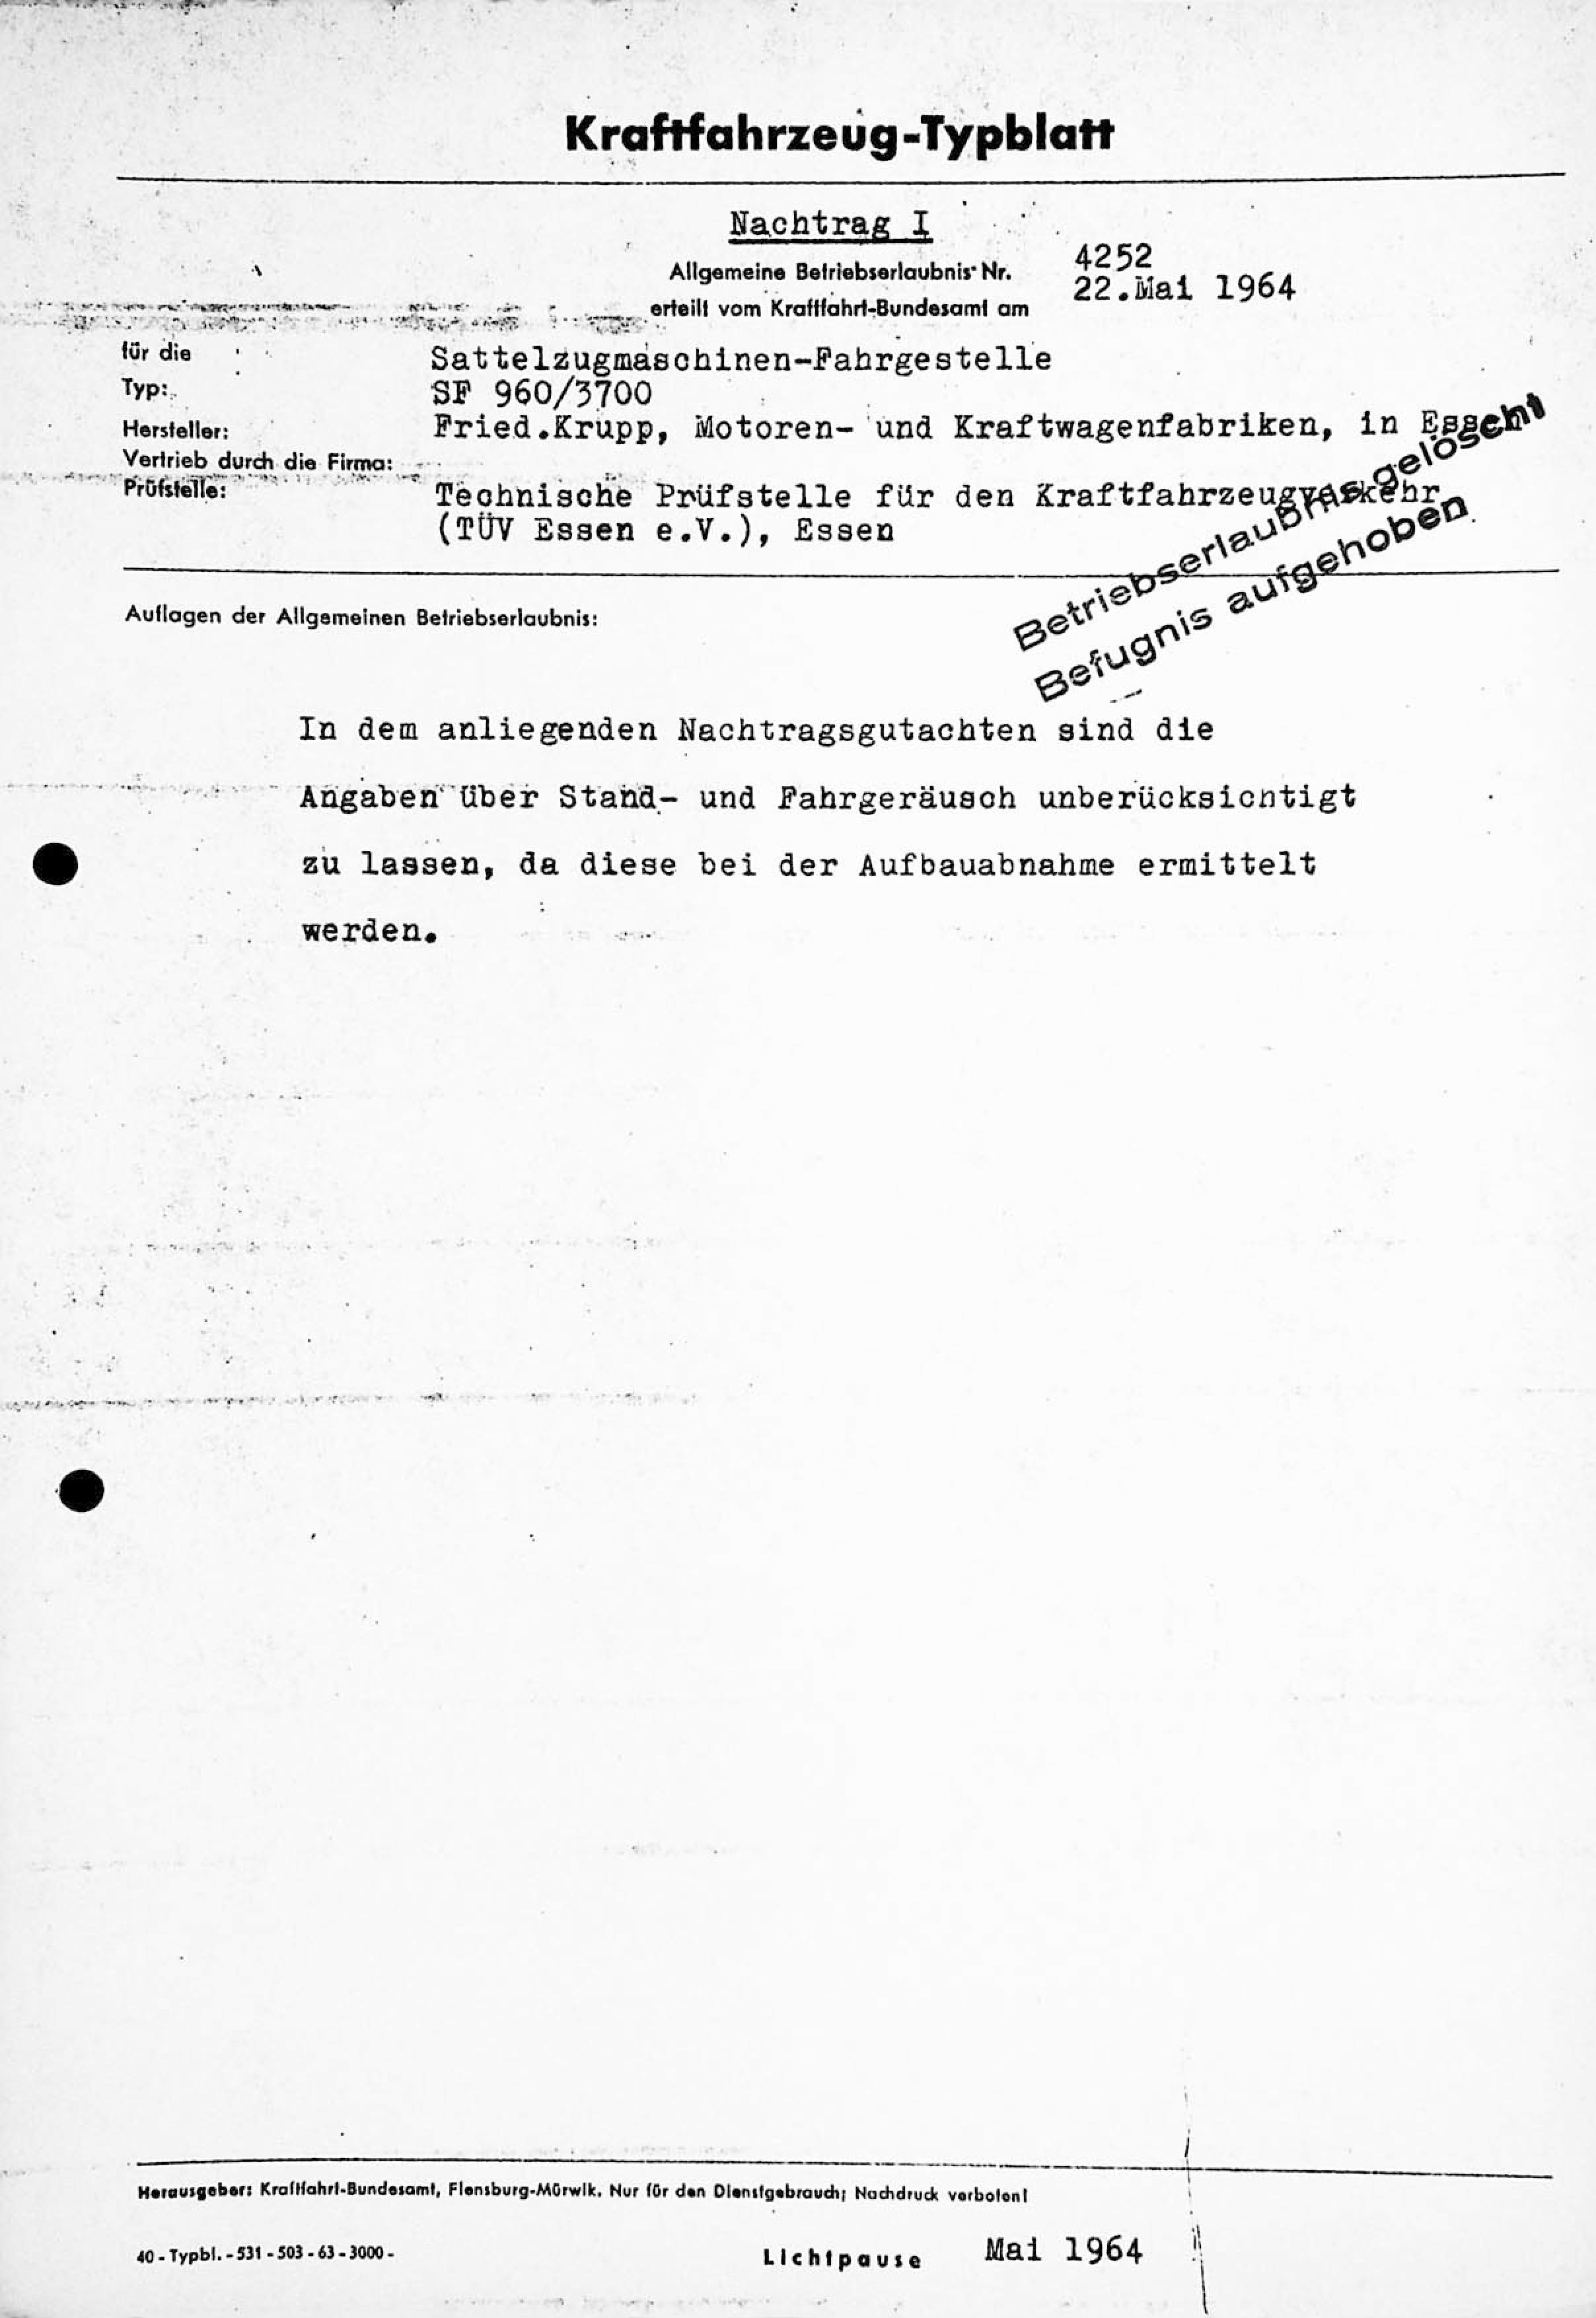 Kraftfahrzeug-Typblatt
Nachtrag I
Allgemeine Betriebserlaubnis Nr. 4252
erteilt vom Kraftfahrt-Bundesamt am 22.Mai 1964
für die Sattelzugmaschinen-Fahrgestelle
Typ: SF 960/3700
Hersteller: Fried.Krupp, Motoren- und Kraftwagenfabriken, in Essen
Vertrieb durch die Firma:
Prüfstelle: Technische Prüfstelle für den Kraftfahrzeugverkehr
(TÜV Essen e.V.), Essen
Betriebserlaubnis gelöscht
Befugnis aufgehoben
Auflagen der Allgemeinen Betriebserlaubnis:
In dem anliegenden Nachtragsgutachten sind die
Angaben über Stand- und Fahrgeräusch unberücksichtigt
zu lassen, da diese bei der Aufbauabnahme ermittelt
werden.
Herausgeber: Kraftfahrt-Bundesamt, Flensburg-Mürwik. Nur für den Dienstgebrauch; Nachdruck verboten!
40 - Typbl. - 531 - 503 - 63 - 3000 - Lichtpause Mai 1964